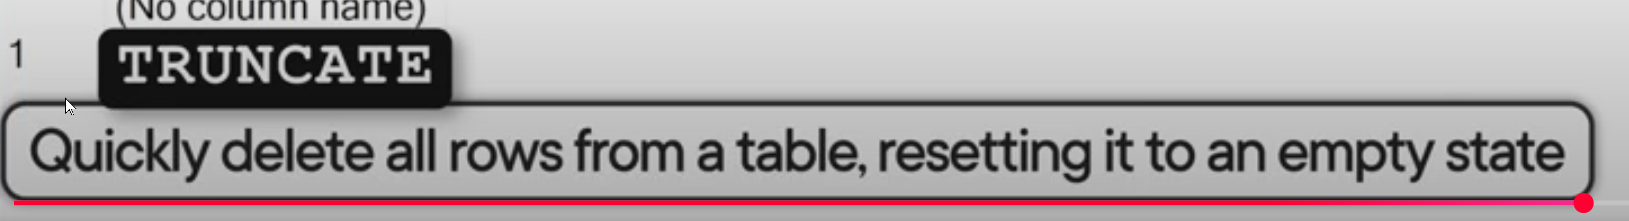 (No column name)
1
TRUNCATE
Quickly delete all rows from a table, resetting it to an empty state